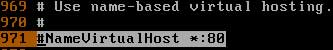 969 # Use name-based virtual hosting.
970 #
971 #NameVirtualHost *:80